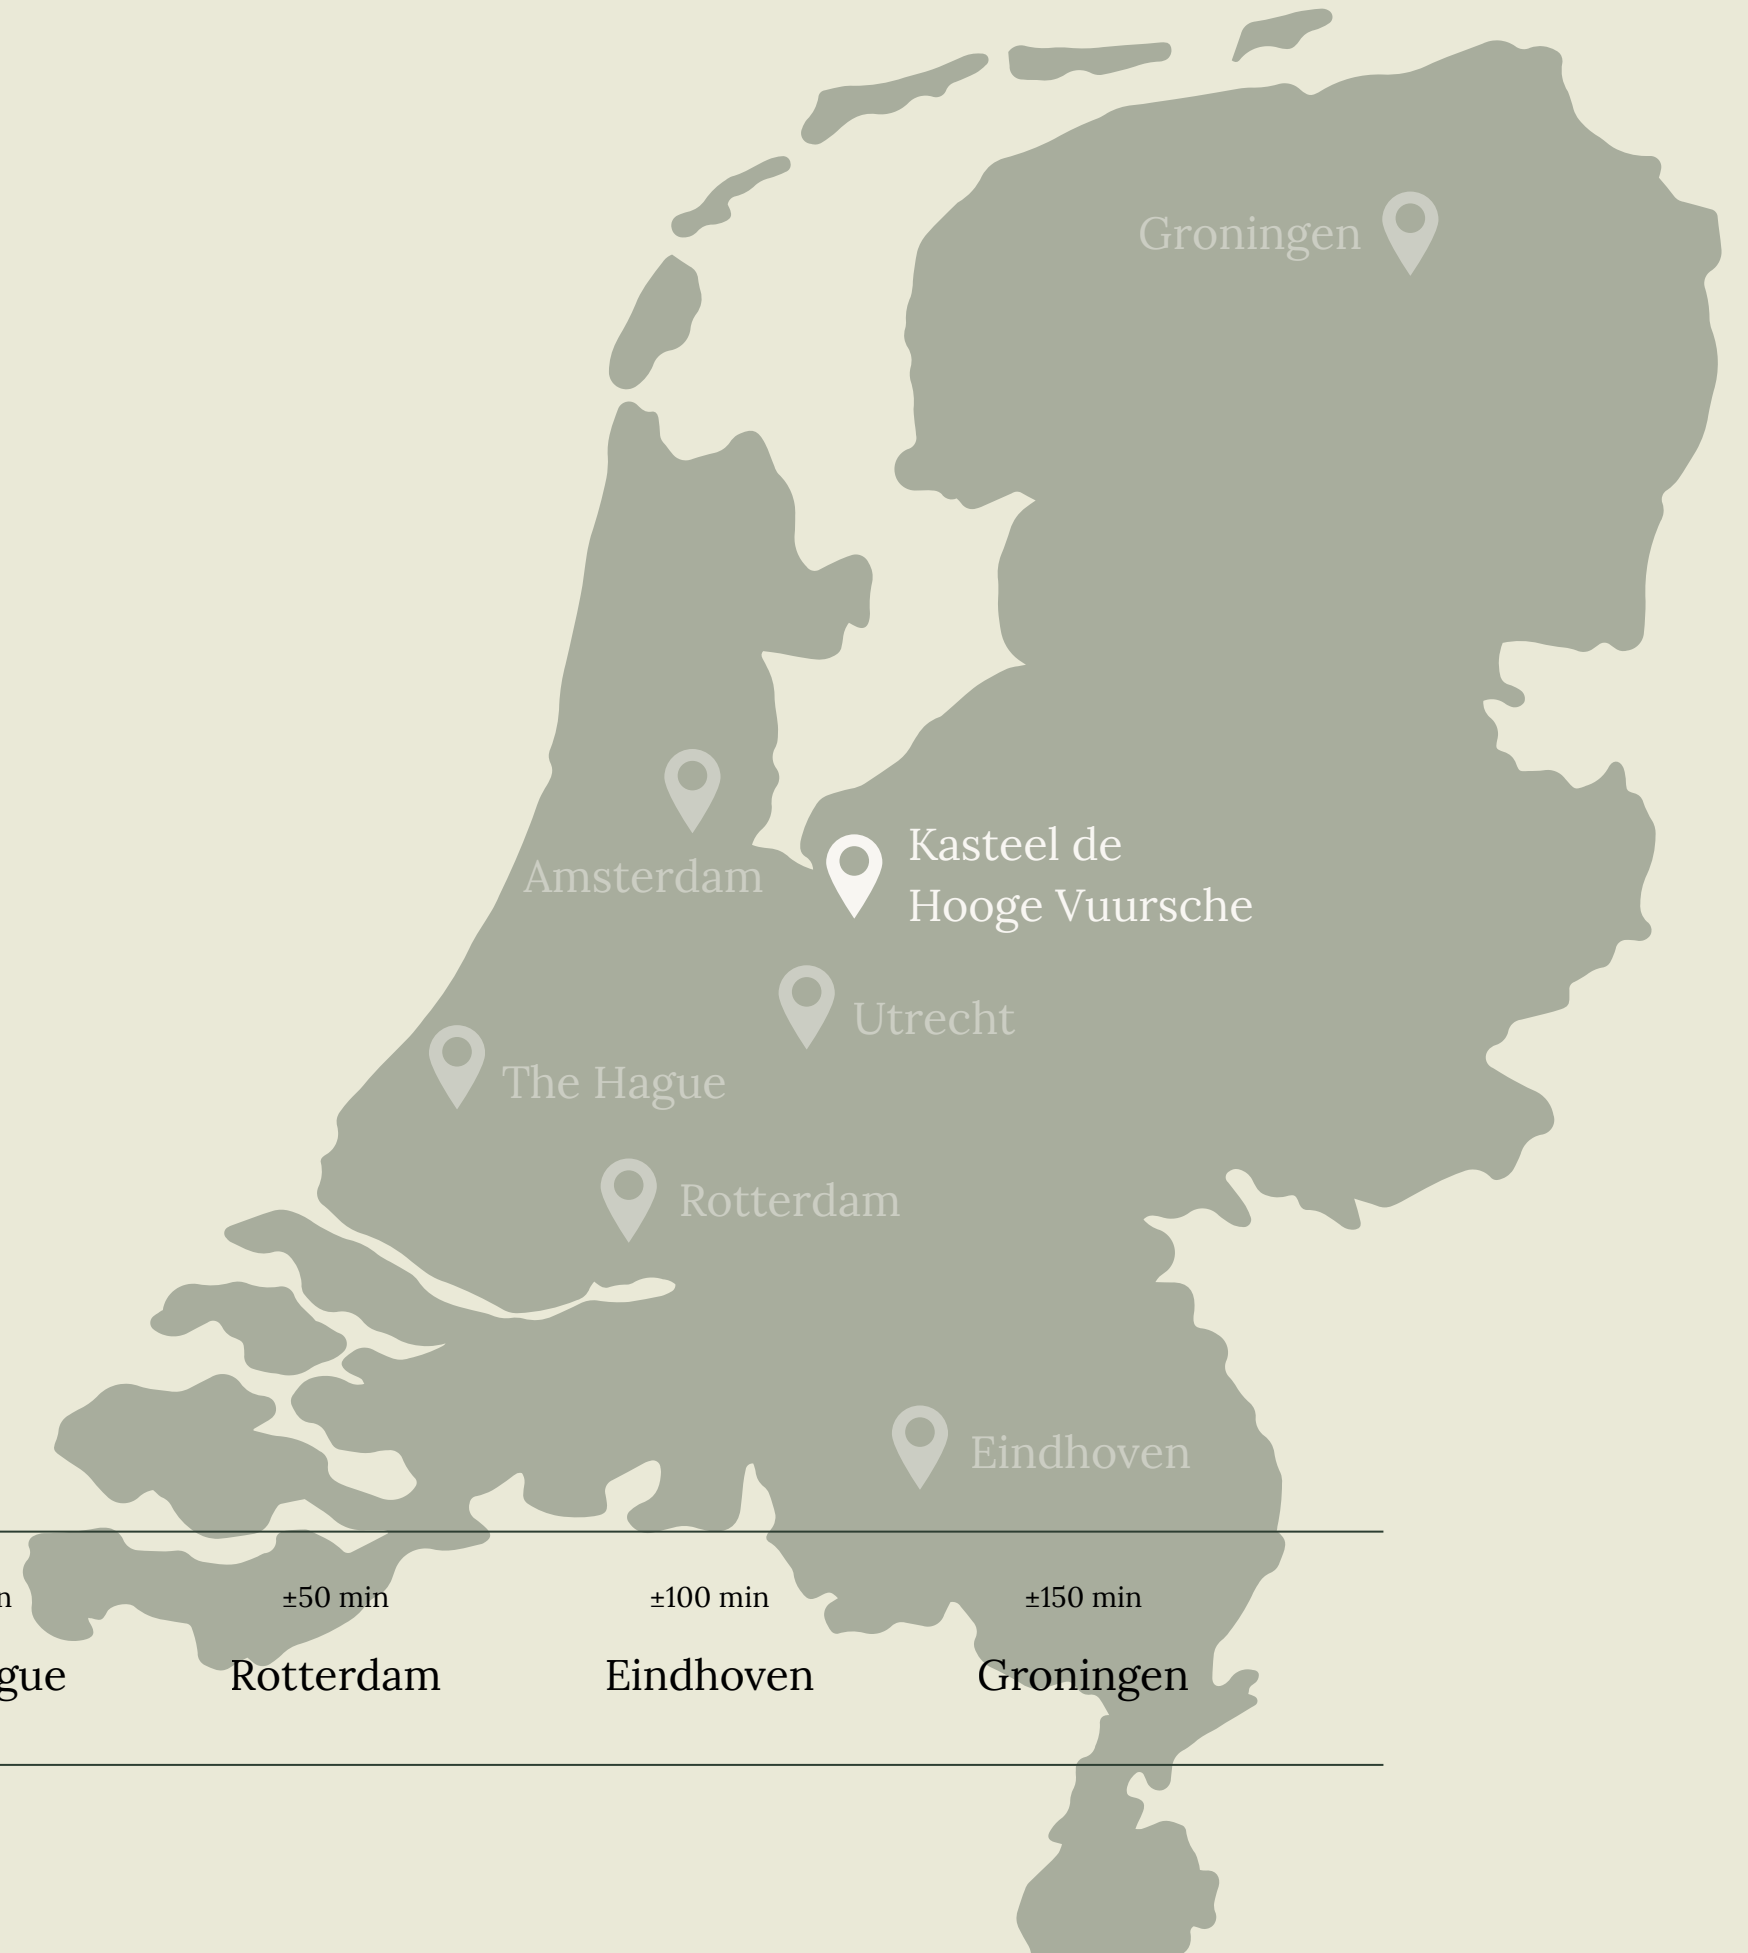 Groningen
Kasteel de
Hooge Vuursche
Amsterdam
Utrecht
The Hague
Rotterdam
Eindhoven
n
±50 min
±100 min
±150 min
gue
Rotterdam
Eindhoven
Groningen